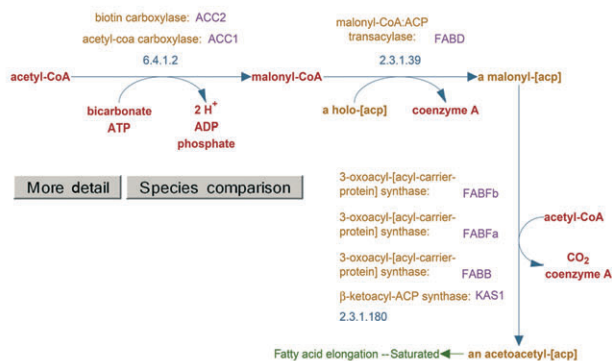 biotin carboxylase: ACC2
acetyl-coa carboxylase: ACC1
6.4.1.2
malonyl-CoA:ACP
transacylase: FABD
2.3.1.39
acetyl-CoA
malonyl-CoA
a malonyl-[acp]
bicarbonate
ATP
2 H+
ADP
phosphate
a holo-[acp]
coenzyme A
More detail
Species comparison
3-oxoacyl-[acyl-carrier-
protein] synthase: FABFb
3-oxoacyl-[acyl-carrier-
protein] synthase: FABFa
3-oxoacyl-[acyl-carrier-
protein] synthase: FABB
β-ketoacyl-ACP synthase: KAS1
2.3.1.180
acetyl-CoA
CO2
coenzyme A
Fatty acid elongation -- Saturated
an acetoacetyl-[acp]